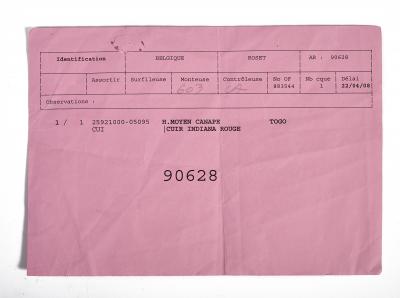 Identification BELGIQUE ROSET AR : 90628
Assortir Surfileuse Monteuse Contrôleuse No OF Nb cque Délai
603 883544 1 22/04/08
Observations :
1 / 1 25921000-05095 H.MOYEN CANAPE TOGO
CUI |CUIR INDIANA ROUGE
90628